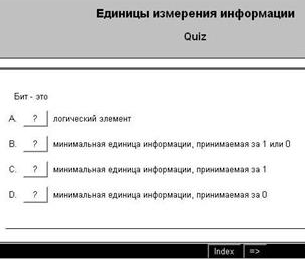 Единицы измерения информации
Quiz
Бит - это
A. ? логический элемент
B. ? минимальная единица информации, принимаемая за 1 или 0
C. ? минимальная единица информации, принимаемая за 1
D. ? минимальная единица информации, принимаемая за 0
Index =>